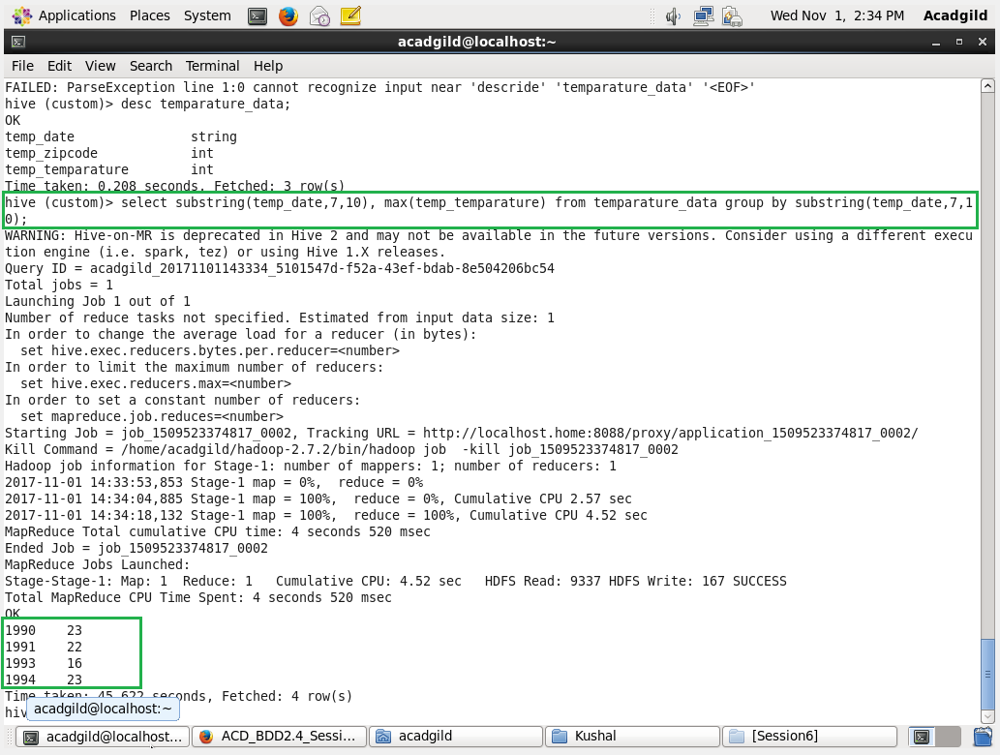 Applications Places System Wed Nov 1, 2:34 PM Acadgild
acadgild@localhost:~
File Edit View Search Terminal Help
FAILED: ParseException line 1:0 cannot recognize input near 'descride' 'temparature_data' '<EOF>'
hive (custom)> desc temparature_data;
OK
temp_date string
temp_zipcode int
temp_temparature int
Time taken: 0.208 seconds, Fetched: 3 row(s)
hive (custom)> select substring(temp_date,7,10), max(temp_temparature) from temparature_data group by substring(temp_date,7,1
0);
WARNING: Hive-on-MR is deprecated in Hive 2 and may not be available in the future versions. Consider using a different execu
tion engine (i.e. spark, tez) or using Hive 1.X releases.
Query ID = acadgild_20171101143334_5101547d-f52a-43ef-bdab-8e504206bc54
Total jobs = 1
Launching Job 1 out of 1
Number of reduce tasks not specified. Estimated from input data size: 1
In order to change the average load for a reducer (in bytes):
  set hive.exec.reducers.bytes.per.reducer=<number>
In order to limit the maximum number of reducers:
  set hive.exec.reducers.max=<number>
In order to set a constant number of reducers:
  set mapreduce.job.reduces=<number>
Starting Job = job_1509523374817_0002, Tracking URL = http://localhost.home:8088/proxy/application_1509523374817_0002/
Kill Command = /home/acadgild/hadoop-2.7.2/bin/hadoop job  -kill job_1509523374817_0002
Hadoop job information for Stage-1: number of mappers: 1; number of reducers: 1
2017-11-01 14:33:53,853 Stage-1 map = 0%,  reduce = 0%
2017-11-01 14:34:04,885 Stage-1 map = 100%,  reduce = 0%, Cumulative CPU 2.57 sec
2017-11-01 14:34:18,132 Stage-1 map = 100%,  reduce = 100%, Cumulative CPU 4.52 sec
MapReduce Total cumulative CPU time: 4 seconds 520 msec
Ended Job = job_1509523374817_0002
MapReduce Jobs Launched:
Stage-Stage-1: Map: 1  Reduce: 1   Cumulative CPU: 4.52 sec   HDFS Read: 9337 HDFS Write: 167 SUCCESS
Total MapReduce CPU Time Spent: 4 seconds 520 msec
OK
1990 23
1991 22
1993 16
1994 23
Time taken: 45.622 seconds, Fetched: 4 row(s)
hiv
acadgild@localhost:~
acadgild@localhost... ACD_BDD2.4_Sessi... acadgild Kushal [Session6]